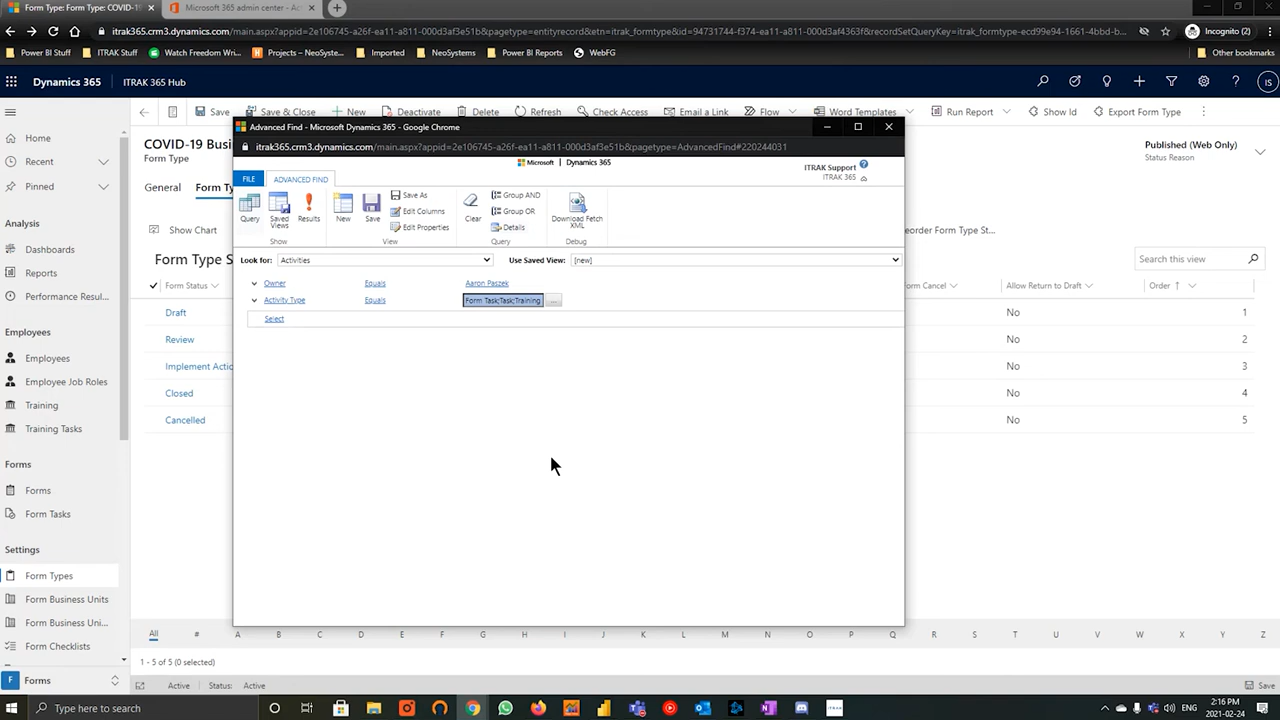 Form Type: Form Type: COVID-19
Microsoft 365 admin center -
itrak365.crm3.dynamics.com/main.aspx?appid=2e106745-a26f-ea11-a811-000d3af3e51b&pagetype=entityrecord&etn=itrak_formtype&id=94731744-f374-ea11-a811-000d3af4363f&recordSetQueryKey=itrak_formtype-ecd99e94-1661-4bbd-b...
Incognito (2)
Power BI Stuff
ITRAK Stuff
Watch Freedom Wri...
Projects – NeoSyste...
Imported
NeoSystems
Power BI Reports
WebFG
Other bookmarks
Dynamics 365
ITRAK 365 Hub
IS
Save
Save & Close
New
Deactivate
Delete
Refresh
Check Access
Email a Link
Flow
Word Templates
Run Report
Show Id
Export Form Type
Home
Recent
Pinned
Analysis
Dashboards
Reports
Performance Resul...
Employees
Employees
Employee Job Roles
Training
Training Tasks
Forms
Forms
Form Tasks
Settings
Form Types
Form Business Units
Form Business Uni...
Form Checklists
Forms
COVID-19 Busi
Form Type
Published (Web Only)
Status Reason
General
Form Ty
Show Chart
eorder Form Type St...
Form Type S
Search this view
Form Status
Form Cancel
Allow Return to Draft
Order
Draft
No
1
Review
No
2
Implement Actio
No
3
Closed
No
4
Cancelled
No
5
Advanced Find - Microsoft Dynamics 365 - Google Chrome
itrak365.crm3.dynamics.com/main.aspx?appid=2e106745-a26f-ea11-a811-000d3af3e51b&pagetype=AdvancedFind#220244031
Microsoft | Dynamics 365
FILE
ADVANCED FIND
ITRAK Support
ITRAK 365
Query
Saved Views
Results
Show
New
Save
Save As
Edit Columns
Edit Properties
View
Clear
Group AND
Group OR
Details
Query
Download Fetch XML
Debug
Look for:
Activities
Use Saved View:
[new]
Owner
Equals
Aaron Paszek
Activity Type
Equals
Form Task;Task;Training
...
Select
All
#
A
B
C
D
E
F
G
H
I
J
K
L
M
N
O
P
Q
R
S
T
U
V
W
X
Y
Z
1 - 5 of 5 (0 selected)
Active
Status:
Active
Save
Type here to search
2:16 PM
2021-02-24